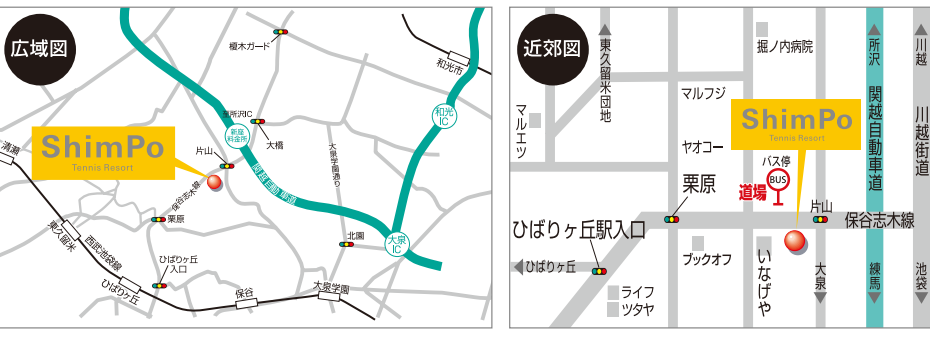 広域図
榎木ガード
和光市
所沢IC
和光
IC
新座
料金所
大橋
ShimPo
Tennis Resort
清瀬
片山
関越自動車道
大泉学園通り
保谷志木線
栗原
東久留米
西武池袋線
北園
大泉
IC
ひばりヶ丘
入口
ひばりヶ丘
保谷
大泉学園
近郊図
東久留米団地
堀ノ内病院
所沢
川越
マルフジ
マルエツ
関越自動車道
川越街道
ShimPo
Tennis Resort
ヤオコー
バス停
BUS
道場
栗原
片山
保谷志木線
ひばりヶ丘駅入口
ブックオフ
いなげや
ひばりヶ丘
大泉
練馬
池袋
ライフ
ツタヤ